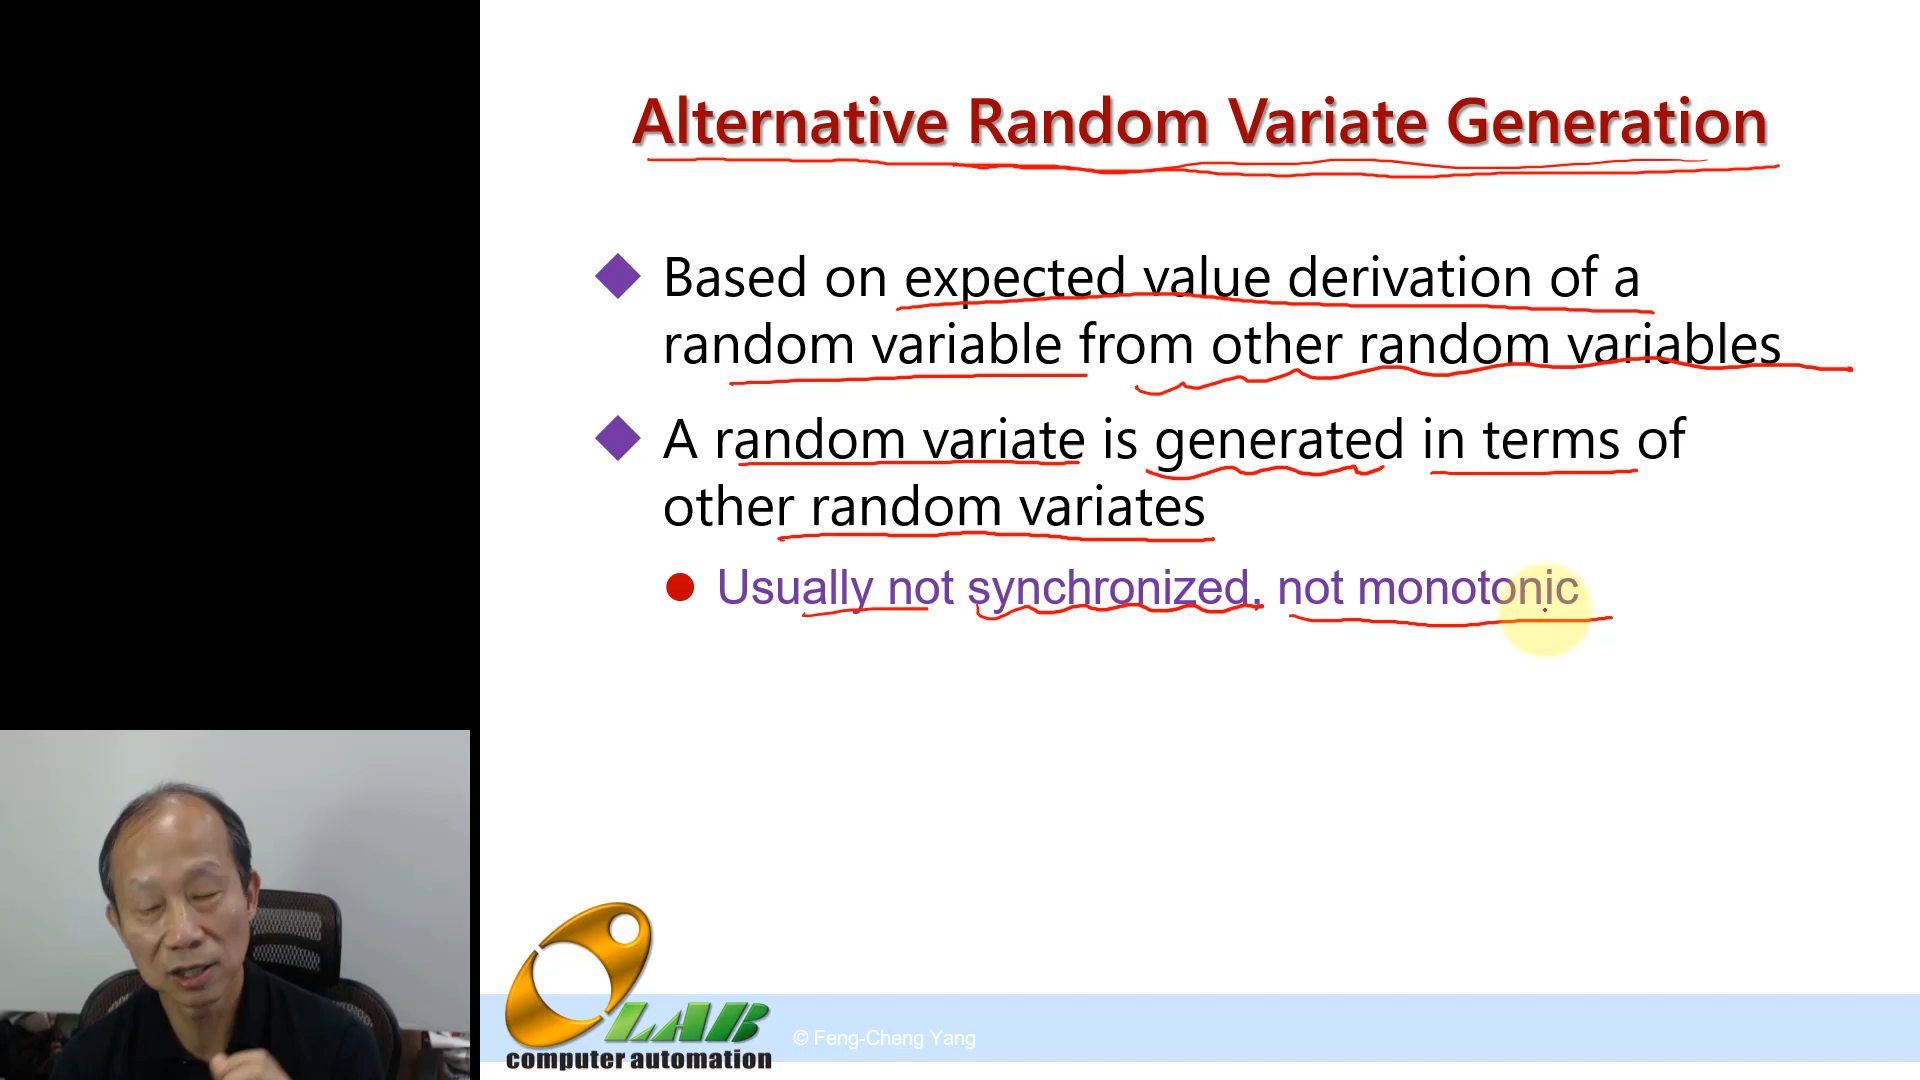 Alternative Random Variate Generation
Based on expected value derivation of a
random variable from other random variables
A random variate is generated in terms of
other random variates
Usually not synchronized, not monotonic
LAB
computer automation
© Feng-Cheng Yang